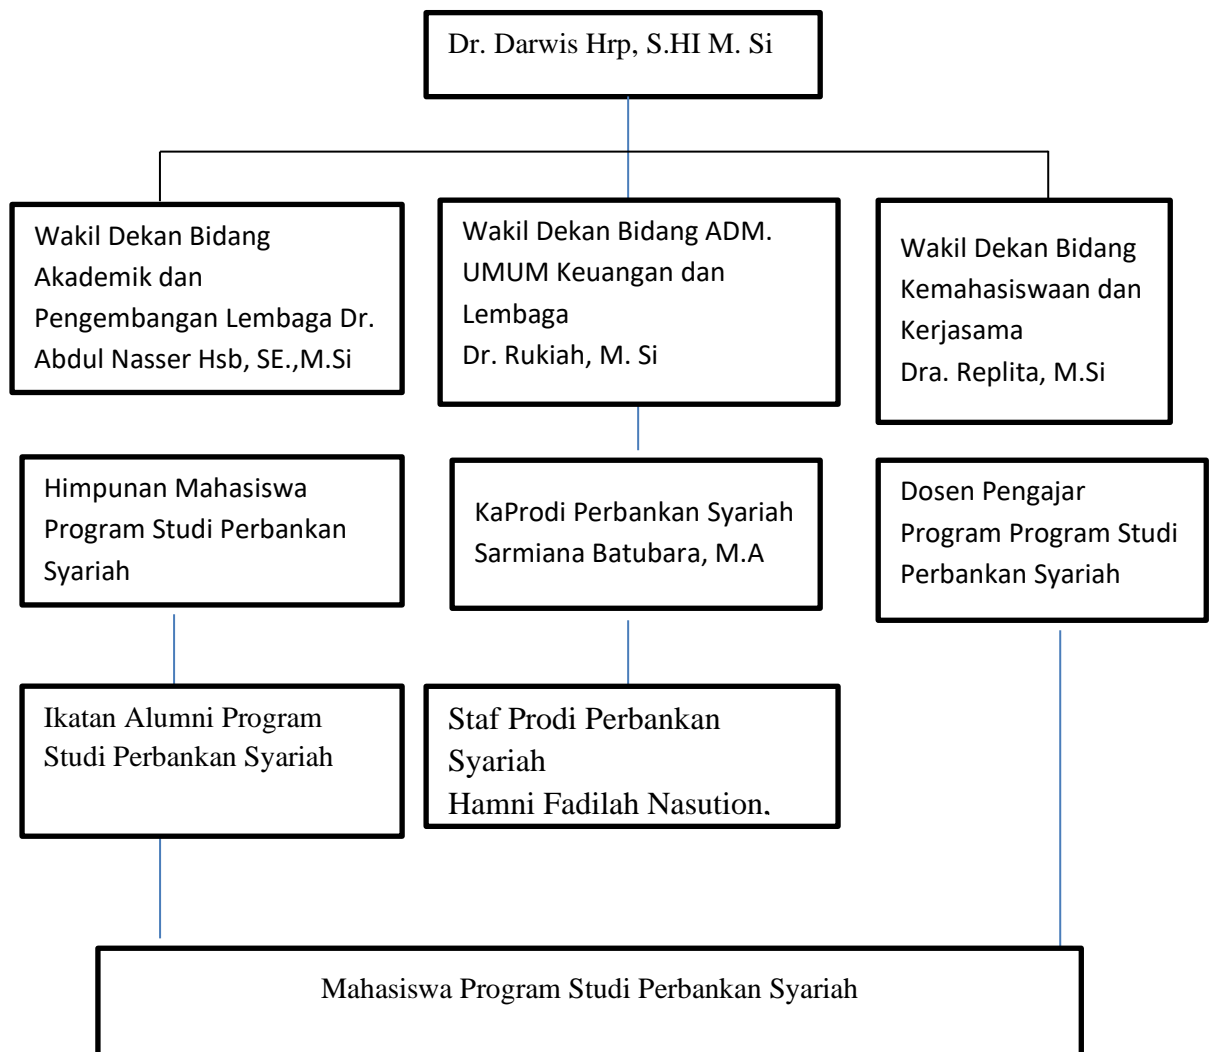 Dr. Darwis Hrp, S.HI M. Si
Wakil Dekan Bidang
Akademik dan
Pengembangan Lembaga Dr.
Abdul Nasser Hsb, SE.,M.Si
Wakil Dekan Bidang ADM.
UMUM Keuangan dan
Lembaga
Dr. Rukiah, M. Si
Wakil Dekan Bidang
Kemahasiswaan dan
Kerjasama
Dra. Replita, M.Si
Himpunan Mahasiswa
Program Studi Perbankan
Syariah
KaProdi Perbankan Syariah
Sarmiana Batubara, M.A
Dosen Pengajar
Program Program Studi
Perbankan Syariah
Ikatan Alumni Program
Studi Perbankan Syariah
Staf Prodi Perbankan
Syariah
Hamni Fadilah Nasution,
Mahasiswa Program Studi Perbankan Syariah